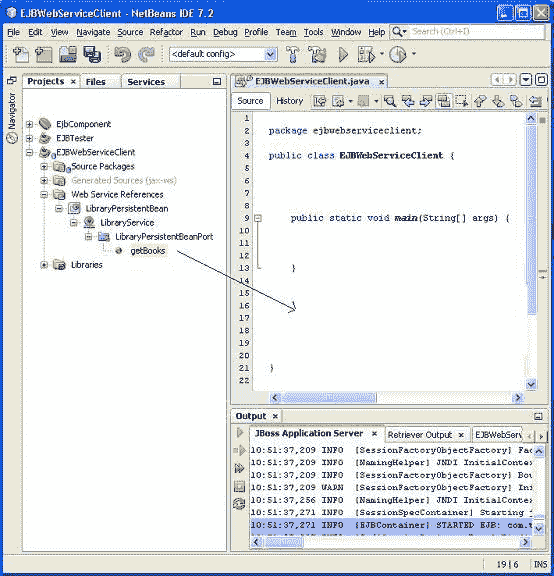 EJBWebServiceClient - NetBeans IDE 7.2
File Edit View Navigate Source Refactor Run Debug Profile Team Tools Window Help Search (Ctrl+I)
<default config>
Projects Files Services
Navigator
EjbComponent
EJBTester
EJBWebServiceClient
Source Packages
Generated Sources (jax-ws)
Web Service References
LibraryPersistentBean
LibraryService
LibraryPersistentBeanPort
getBooks
Libraries
EJBWebServiceClient.java
Source History
1
2 package ejbwebserviceclient;
4 public class EJBWebServiceClient {
5
6
7
8
9 public static void main(String[] args) {
10
11
12
13 }
14
15
16
17
18
19
20
21 }
22
Output
JBoss Application Server Retriever Output EJBWebServ
10:51:37,209 INFO [SessionFactoryObjectFactory] Fac
10:51:37,209 INFO [NamingHelper] JNDI InitialContex
10:51:37,209 INFO [SessionFactoryObjectFactory] Bou
10:51:37,209 WARN [SessionFactoryObjectFactory] Ini
10:51:37,256 INFO [NamingHelper] JNDI InitialContex
10:51:37,271 INFO [SessionSpecContainer] Starting
10:51:37,271 INFO [EJBContainer] STARTED EJB: com.t
19 | 6 INS